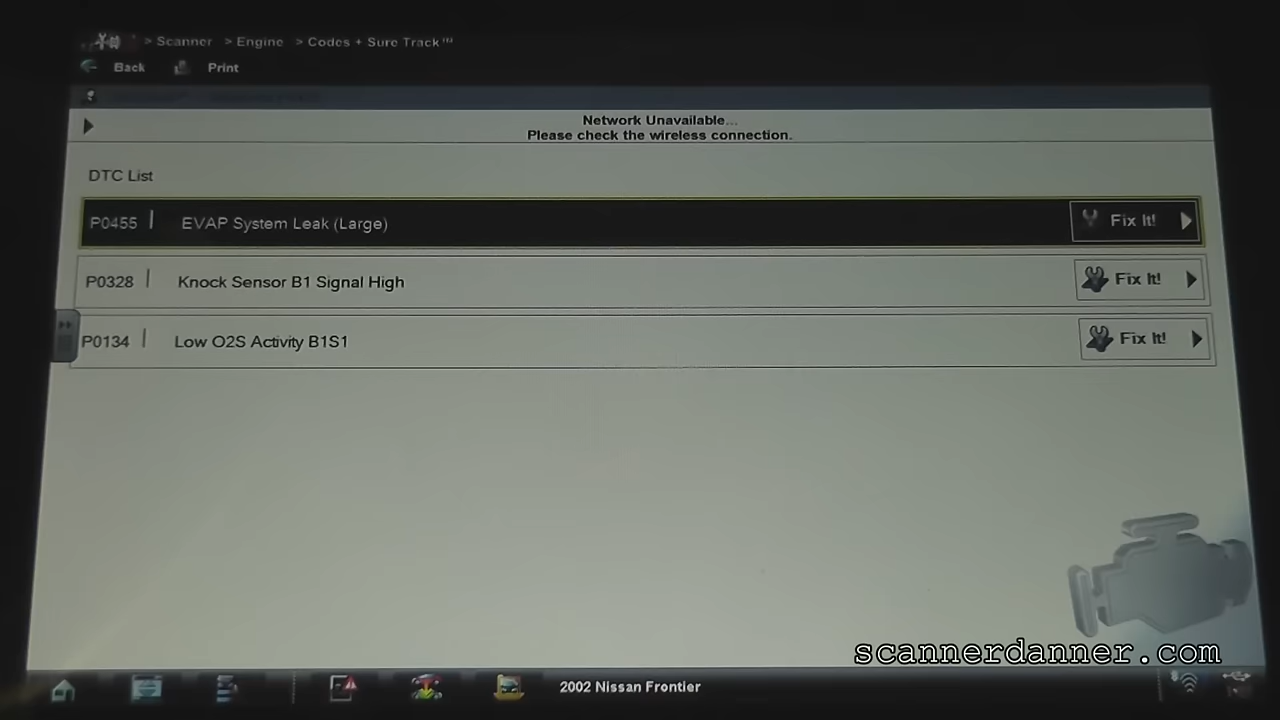 > Scanner > Engine > Codes + Sure Track™
Back Print
Network Unavailable...
Please check the wireless connection.
DTC List
P0455 | EVAP System Leak (Large) Fix It!
P0328 | Knock Sensor B1 Signal High Fix It!
P0134 | Low O2S Activity B1S1 Fix It!
scannerdanner.com
2002 Nissan Frontier